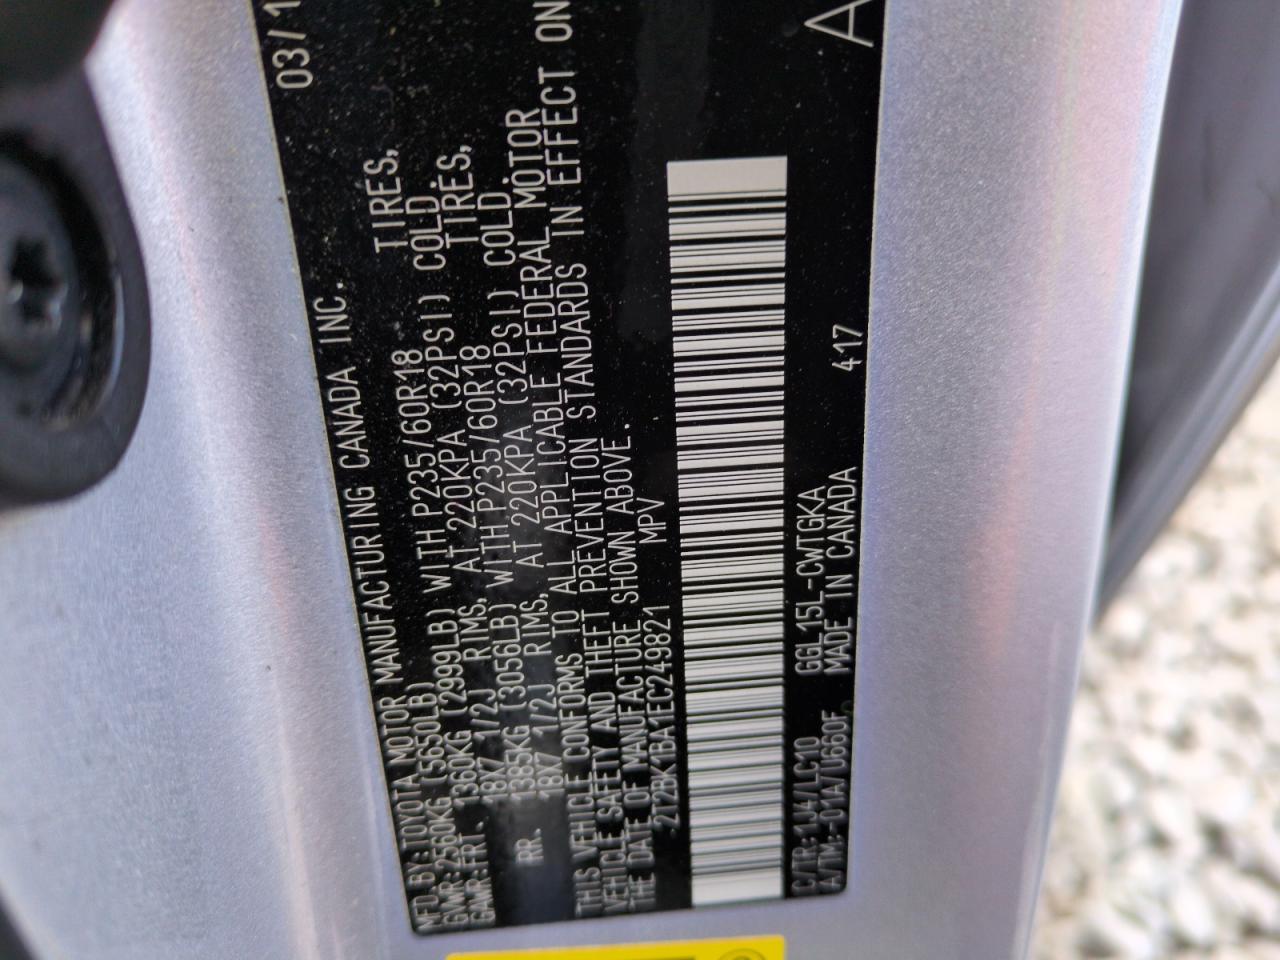 MFD.BY:TOYOTA MOTOR MANUFACTURING CANADA INC. 03/1
GVWR:2560KG (5650LB)
GAWR:FRT. 1360KG (2999LB) WITH P235/60R18 TIRES,
18X7 1/2J RIMS, AT 220KPA (32PSI) COLD.
RR. 1385KG (3056LB) WITH P235/60R18 TIRES,
18X7 1/2J RIMS, AT 220KPA (32PSI) COLD.
THIS VEHICLE CONFORMS TO ALL APPLICABLE FEDERAL MOTOR
VEHICLE SAFETY AND THEFT PREVENTION STANDARDS IN EFFECT ON
THE DATE OF MANUFACTURE SHOWN ABOVE.
2T2BK1BA1EC249821 MPV
C/TR:1J4/LC10 GGL15L-CWTGKA
A/TM:-01A/U660F MADE IN CANADA 417 A